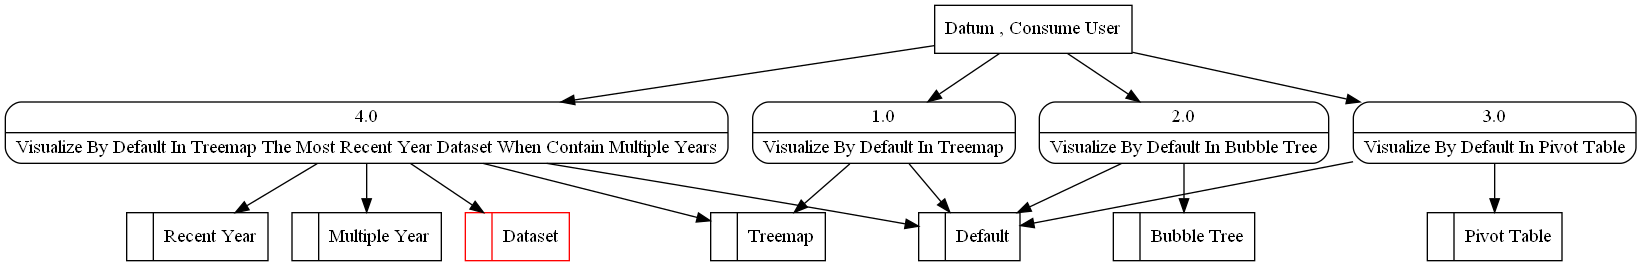 Datum , Consume User
4.0
Visualize By Default In Treemap The Most Recent Year Dataset When Contain Multiple Years
1.0
Visualize By Default In Treemap
2.0
Visualize By Default In Bubble Tree
3.0
Visualize By Default In Pivot Table
Recent Year
Multiple Year
Dataset
Treemap
Default
Bubble Tree
Pivot Table